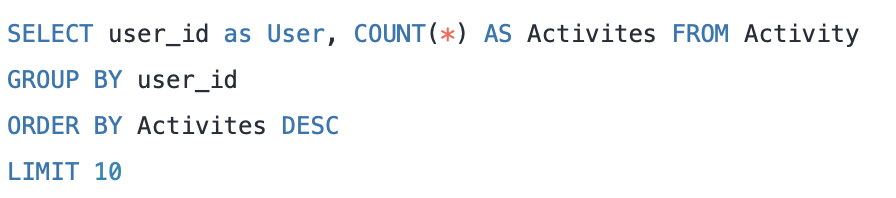 SELECT user_id as User, COUNT(*) AS Activites FROM Activity
GROUP BY user_id
ORDER BY Activites DESC
LIMIT 10